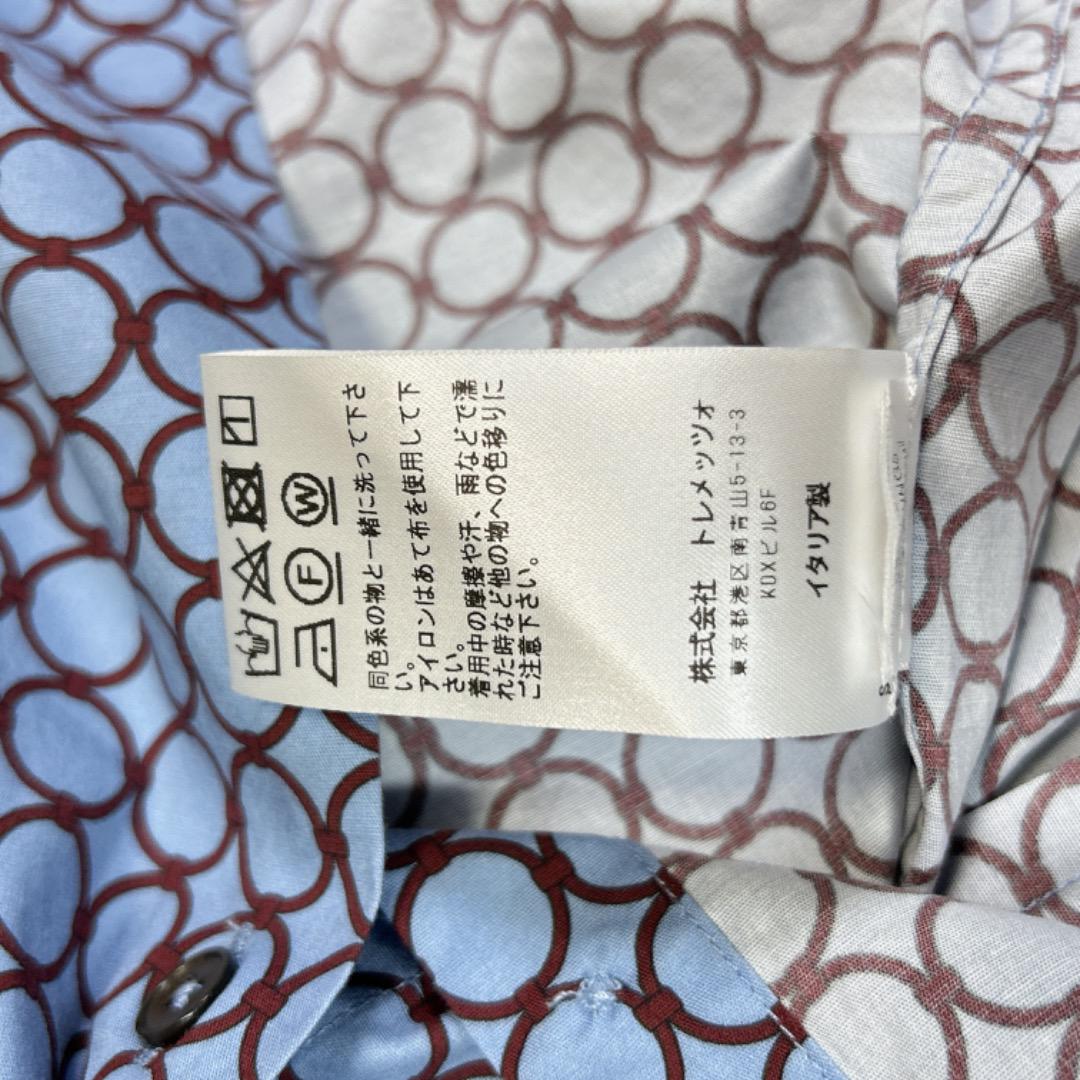 同色系の物と一緒に洗って下さ
い。
アイロンはあて布を使用して下
さい。
着用中の摩擦や汗、雨などで濡
れた時など他の物への色移りに
ご注意下さい。
株式会社 トレメッツォ
東京都港区南青山5-13-3
KDXビル6F
イタリア製